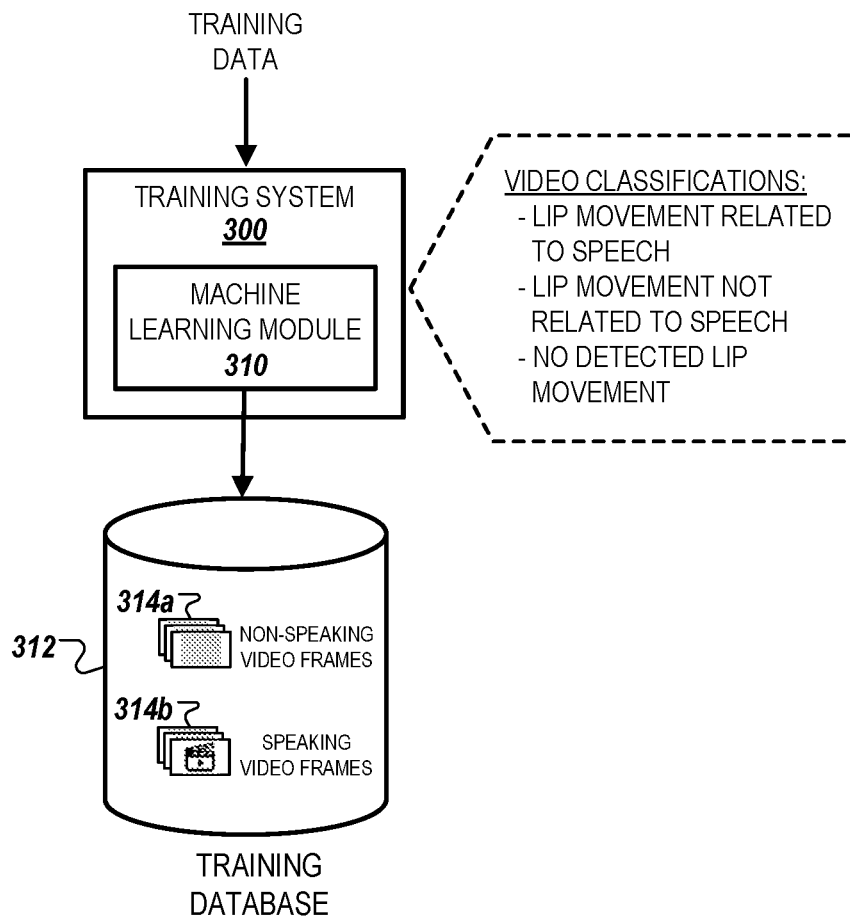 TRAINING
DATA
TRAINING SYSTEM
300
MACHINE
LEARNING MODULE
310
VIDEO CLASSIFICATIONS:
- LIP MOVEMENT RELATED
TO SPEECH
- LIP MOVEMENT NOT
RELATED TO SPEECH
- NO DETECTED LIP
MOVEMENT
312
314a
NON-SPEAKING
VIDEO FRAMES
314b
SPEAKING
VIDEO FRAMES
TRAINING
DATABASE